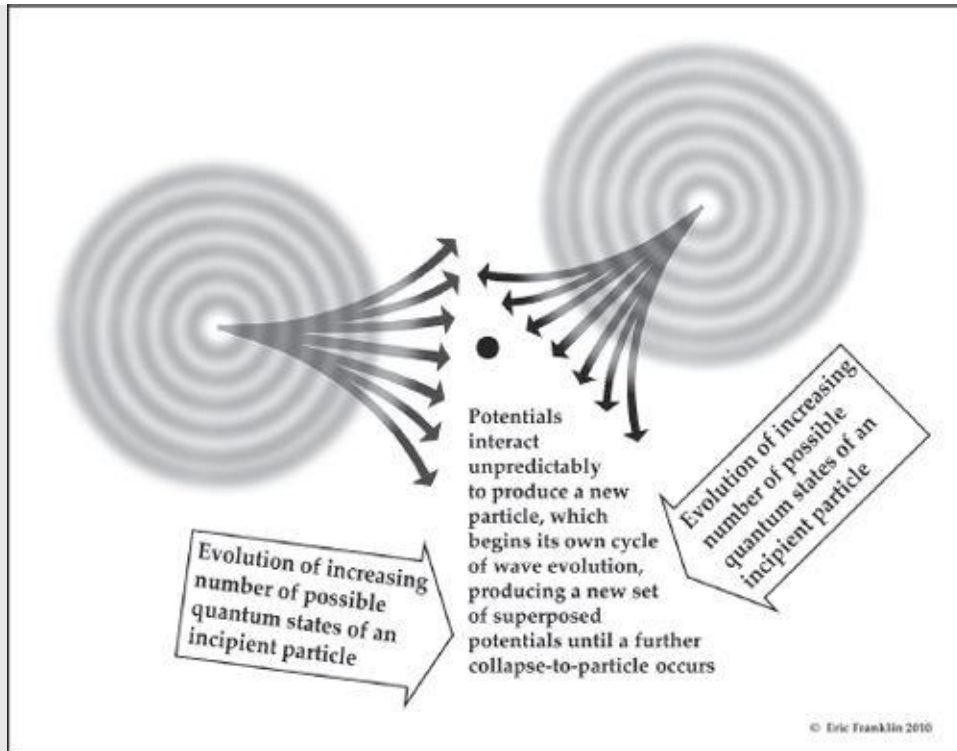 Potentials
interact
unpredictably
to produce a new
particle, which
begins its own cycle
of wave evolution,
producing a new set
of superposed
potentials until a further
collapse-to-particle occurs
Evolution of increasing
number of possible
quantum states of an
incipient particle
Evolution of increasing
number of possible
quantum states of an
incipient particle
© Eric Franklin 2010